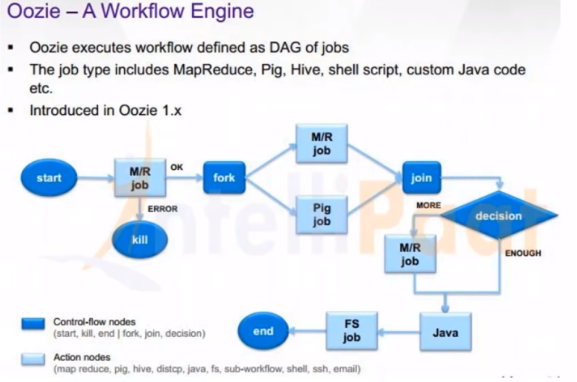 Oozie – A Workflow Engine
▪ Oozie executes workflow defined as DAG of jobs
▪ The job type includes MapReduce, Pig, Hive, shell script, custom Java code
etc.
▪ Introduced in Oozie 1.x
start
M/R
job
OK
ERROR
kill
fork
M/R
job
Pig
job
join
MORE
decision
M/R
job
ENOUGH
Java
FS
job
end
Control-flow nodes
(start, kill, end | fork, join, decision)
Action nodes
(map reduce, pig, hive, distcp, java, fs, sub-workflow, shell, ssh, email)